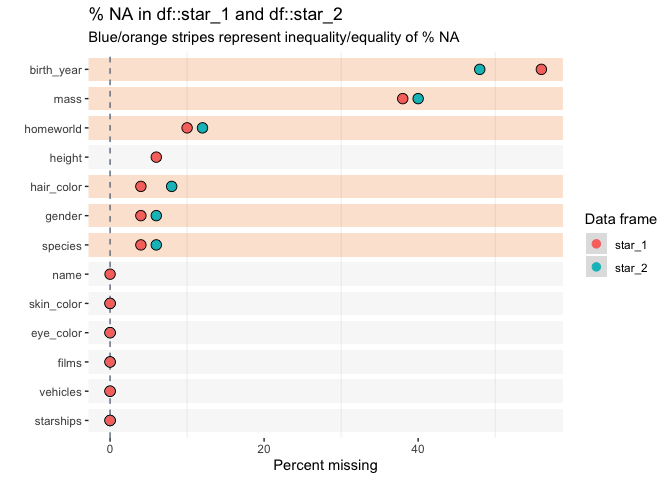 % NA in df::star_1 and df::star_2
Blue/orange stripes represent inequality/equality of % NA
birth_year
mass
homeworld
height
hair_color
gender
species
name
skin_color
eye_color
films
vehicles
starships
0
20
40
Percent missing
Data frame
star_1
star_2